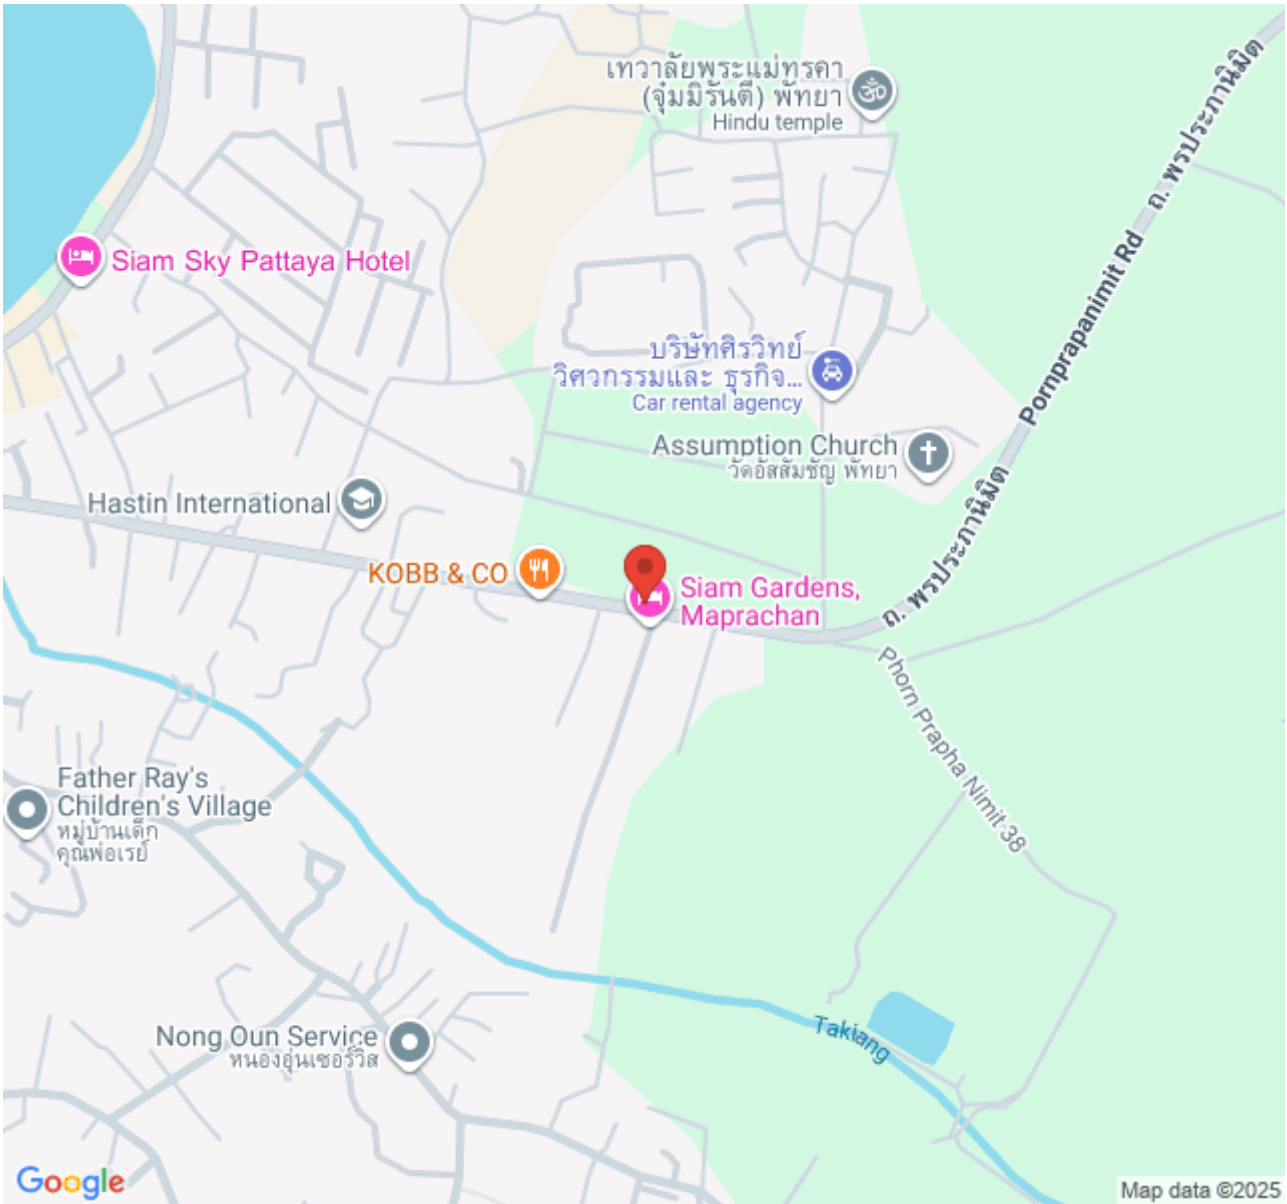 เทวาลัยพระแม่ทรคา
(จุ๋มมิรันตี) พัทยา
Hindu temple
ถ. พรประภานิมิต
Pornprapanimit Rd
Siam Sky Pattaya Hotel
บริษัทศิรวิทย์
วิศวกรรมและ ธุรกิจ...
Car rental agency
Assumption Church
วัดอัสสัมชัญ พัทยา
Hastin International
ถ. พรประภานิมิต
KOBB & CO
Siam Gardens,
Maprachan
Phorn Prapha Nimit 38
Father Ray's
Children's Village
หมู่บ้านเด็ก
คุณพ่อเรย์
Takiang
Nong Oun Service
หนองอุ่นเซอร์วิส
Google
Map data ©2025